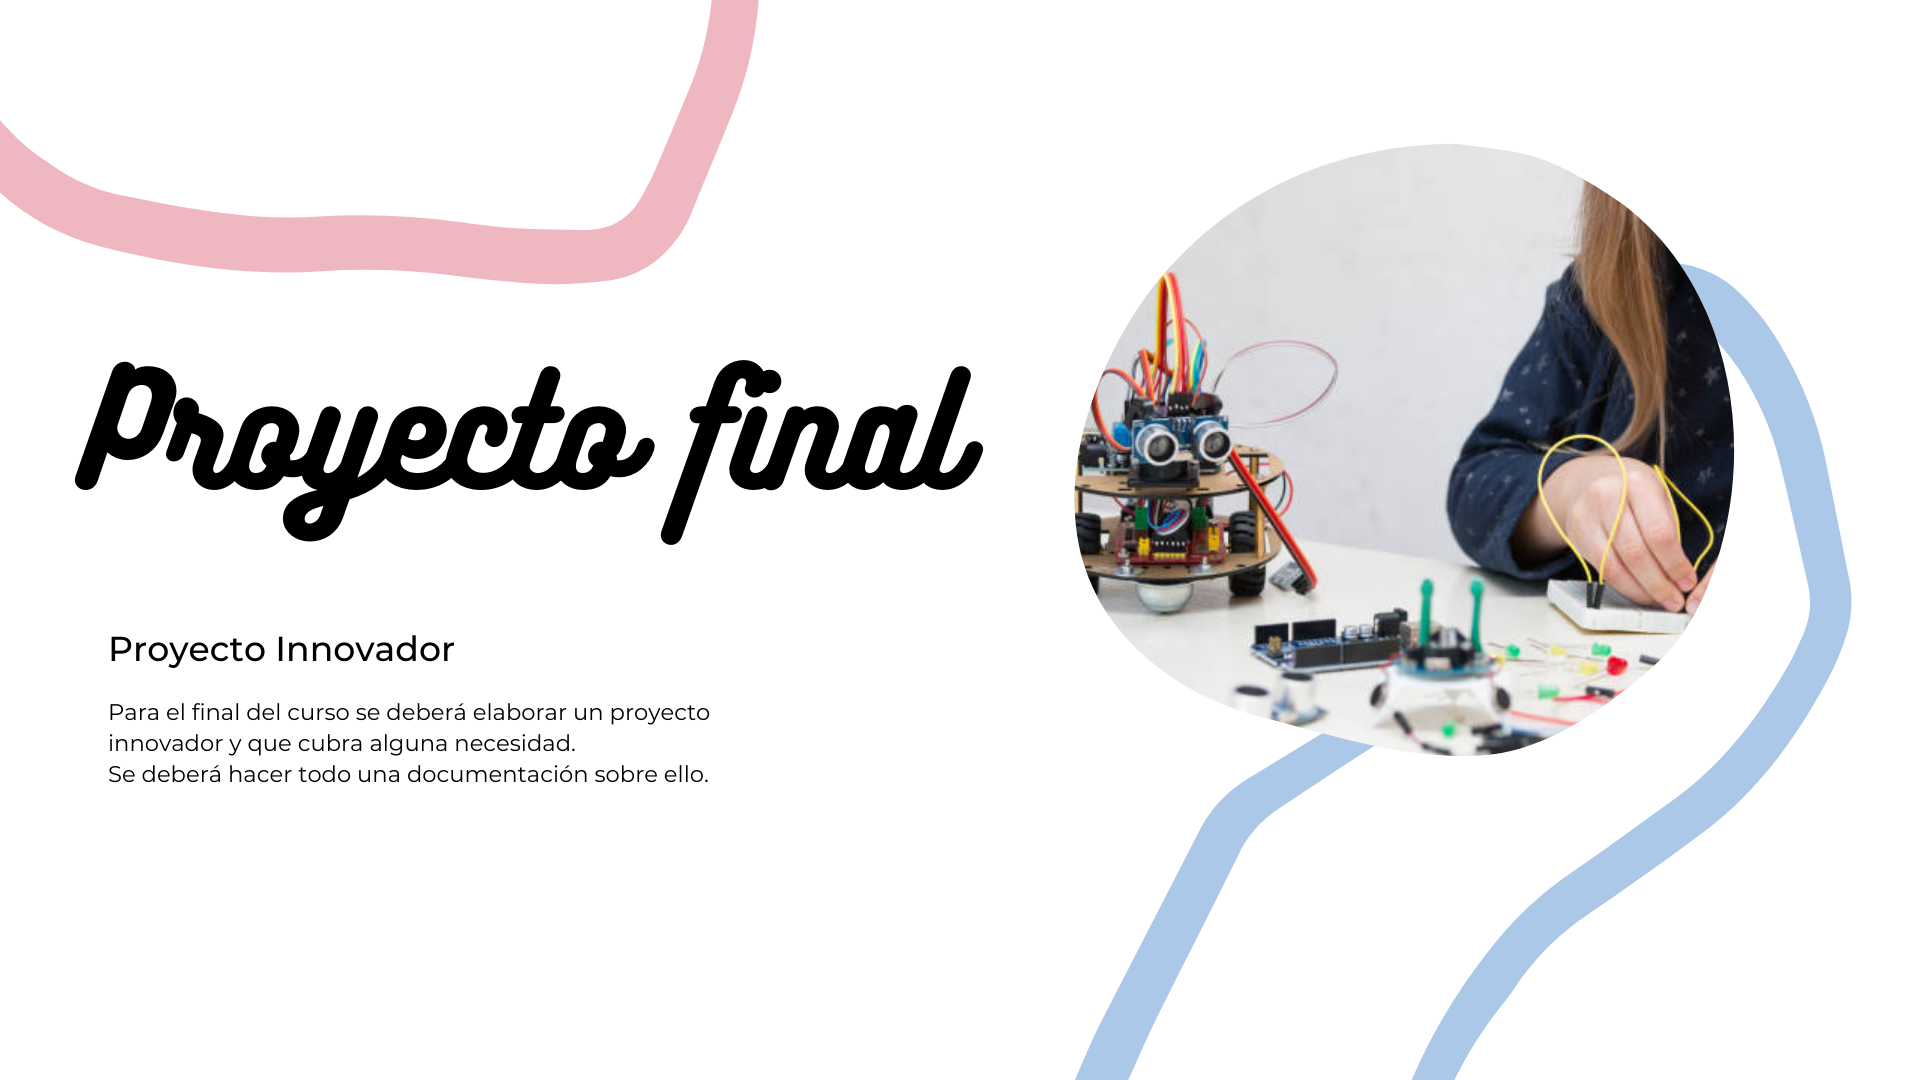 Proyecto final
Proyecto Innovador
Para el final del curso se deberá elaborar un proyecto
innovador y que cubra alguna necesidad.
Se deberá hacer todo una documentación sobre ello.